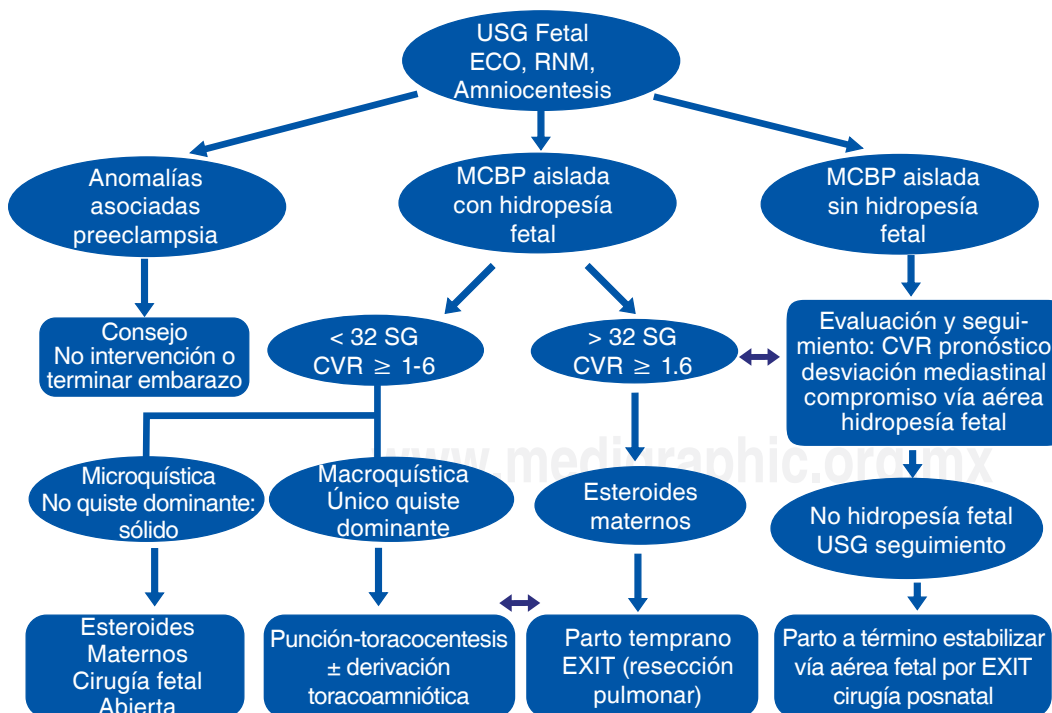 USG Fetal
ECO, RNM,
Amniocentesis
Anomalías
asociadas
preeclampsia
MCBP aislada
con hidropesía
fetal
MCBP aislada
sin hidropesía
fetal
Consejo
No intervención o
terminar embarazo
< 32 SG
CVR ≥ 1-6
> 32 SG
CVR ≥ 1.6
Evaluación y segui-
miento: CVR pronóstico
desviación mediastinal
compromiso vía aérea
hidropesía fetal
www.medigraphic.org.mx
Microquística
No quiste dominante:
sólido
Macroquística
Único quiste
dominante
Esteroides
maternos
No hidropesía fetal
USG seguimiento
Esteroides
Maternos
Cirugía fetal
Abierta
Punción-toracocentesis
± derivación
toracoamniótica
Parto temprano
EXIT (resección
pulmonar)
Parto a término estabilizar
vía aérea fetal por EXIT
cirugía posnatal